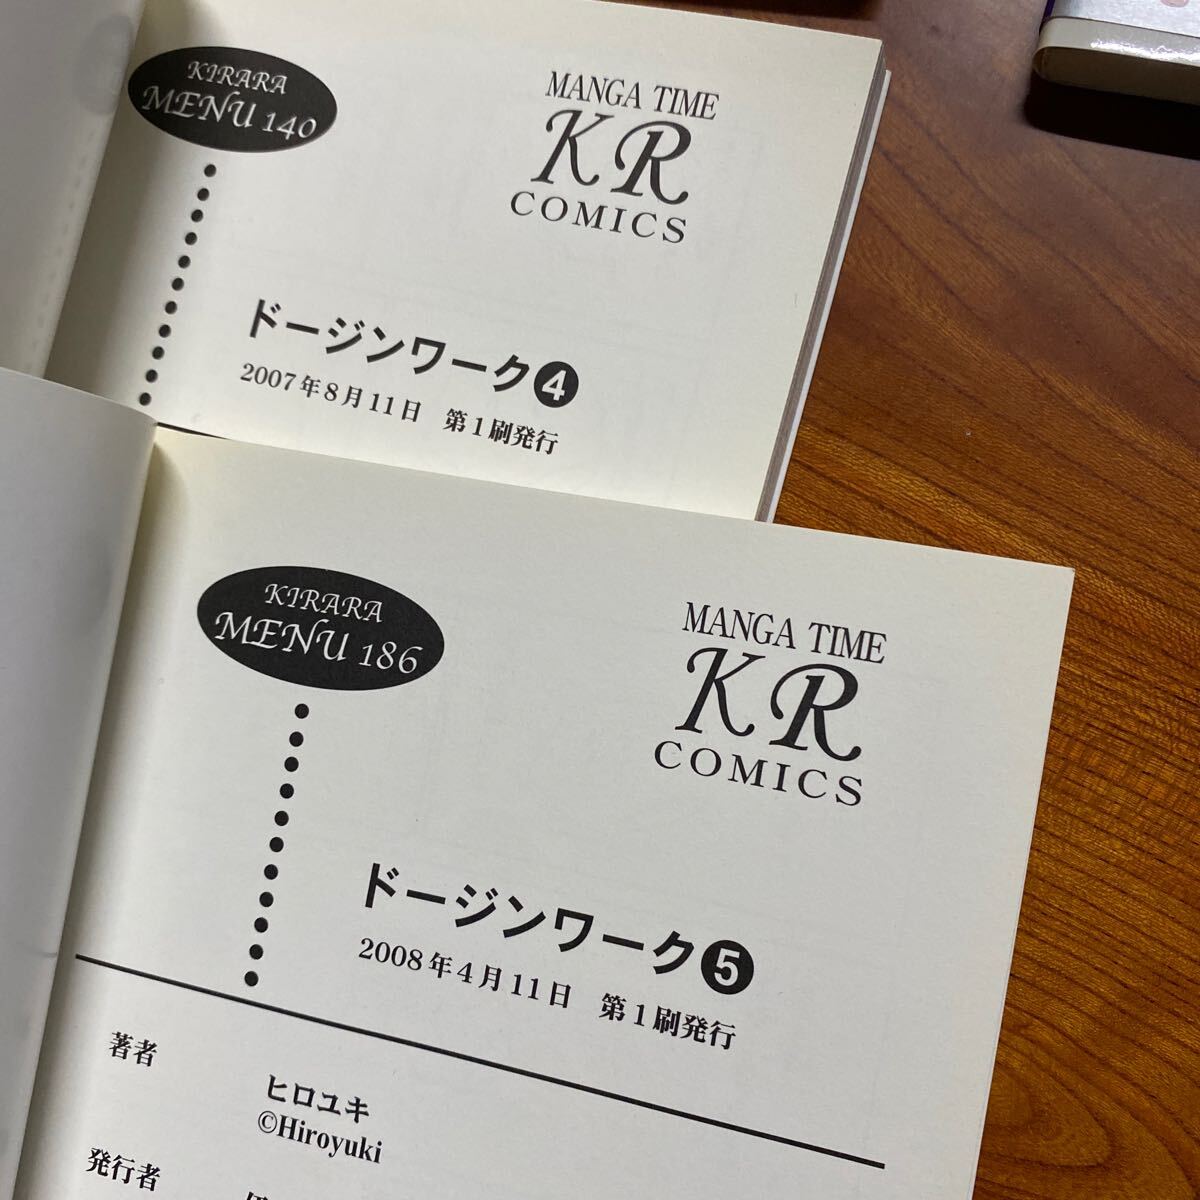 KIRARA
MENU 140
MANGA TIME
KR
COMICS
ドージンワーク❹
2007年8月11日 第1刷発行
KIRARA
MENU 186
MANGA TIME
KR
COMICS
ドージンワーク❺
2008年4月11日 第1刷発行
著者
ヒロユキ
©Hiroyuki
発行者